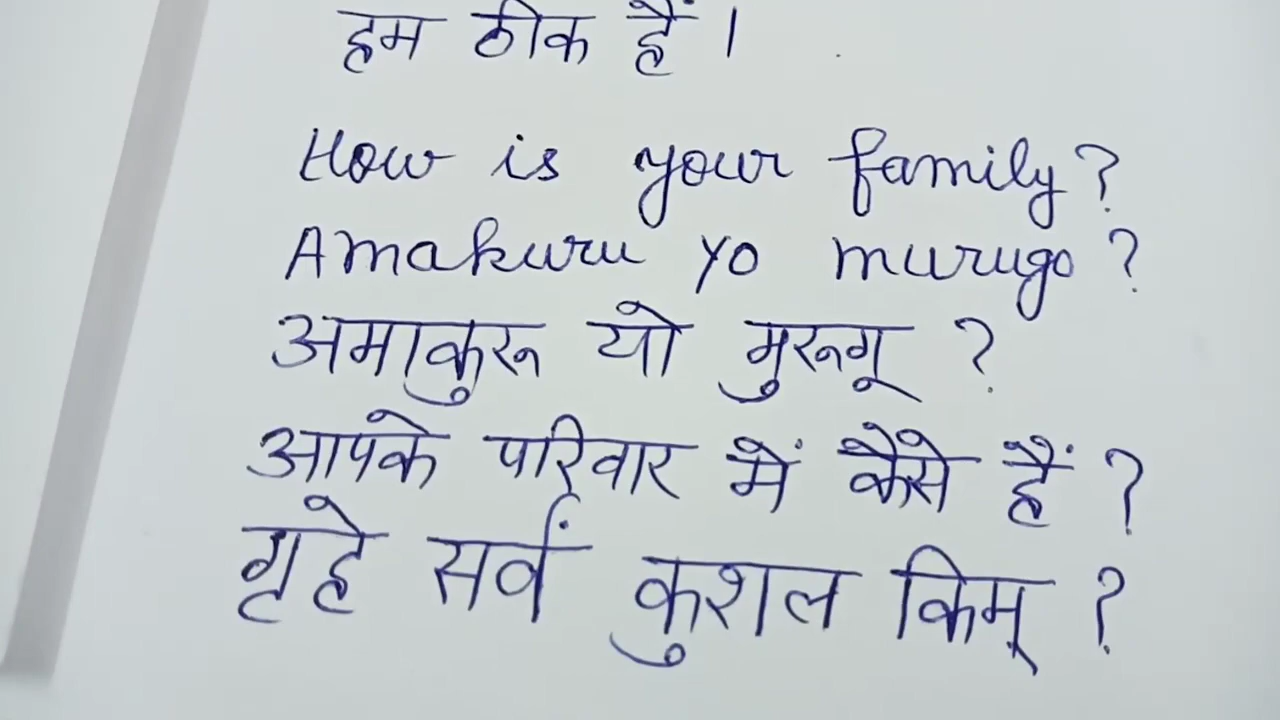 हम ठीक हैं।
How is your family?
Amakuru yo murugo?
अमाकुरु यो मुरुगू ?
आपके परिवार में कैसे हैं ?
गृहे सर्वं कुशल किम् ?